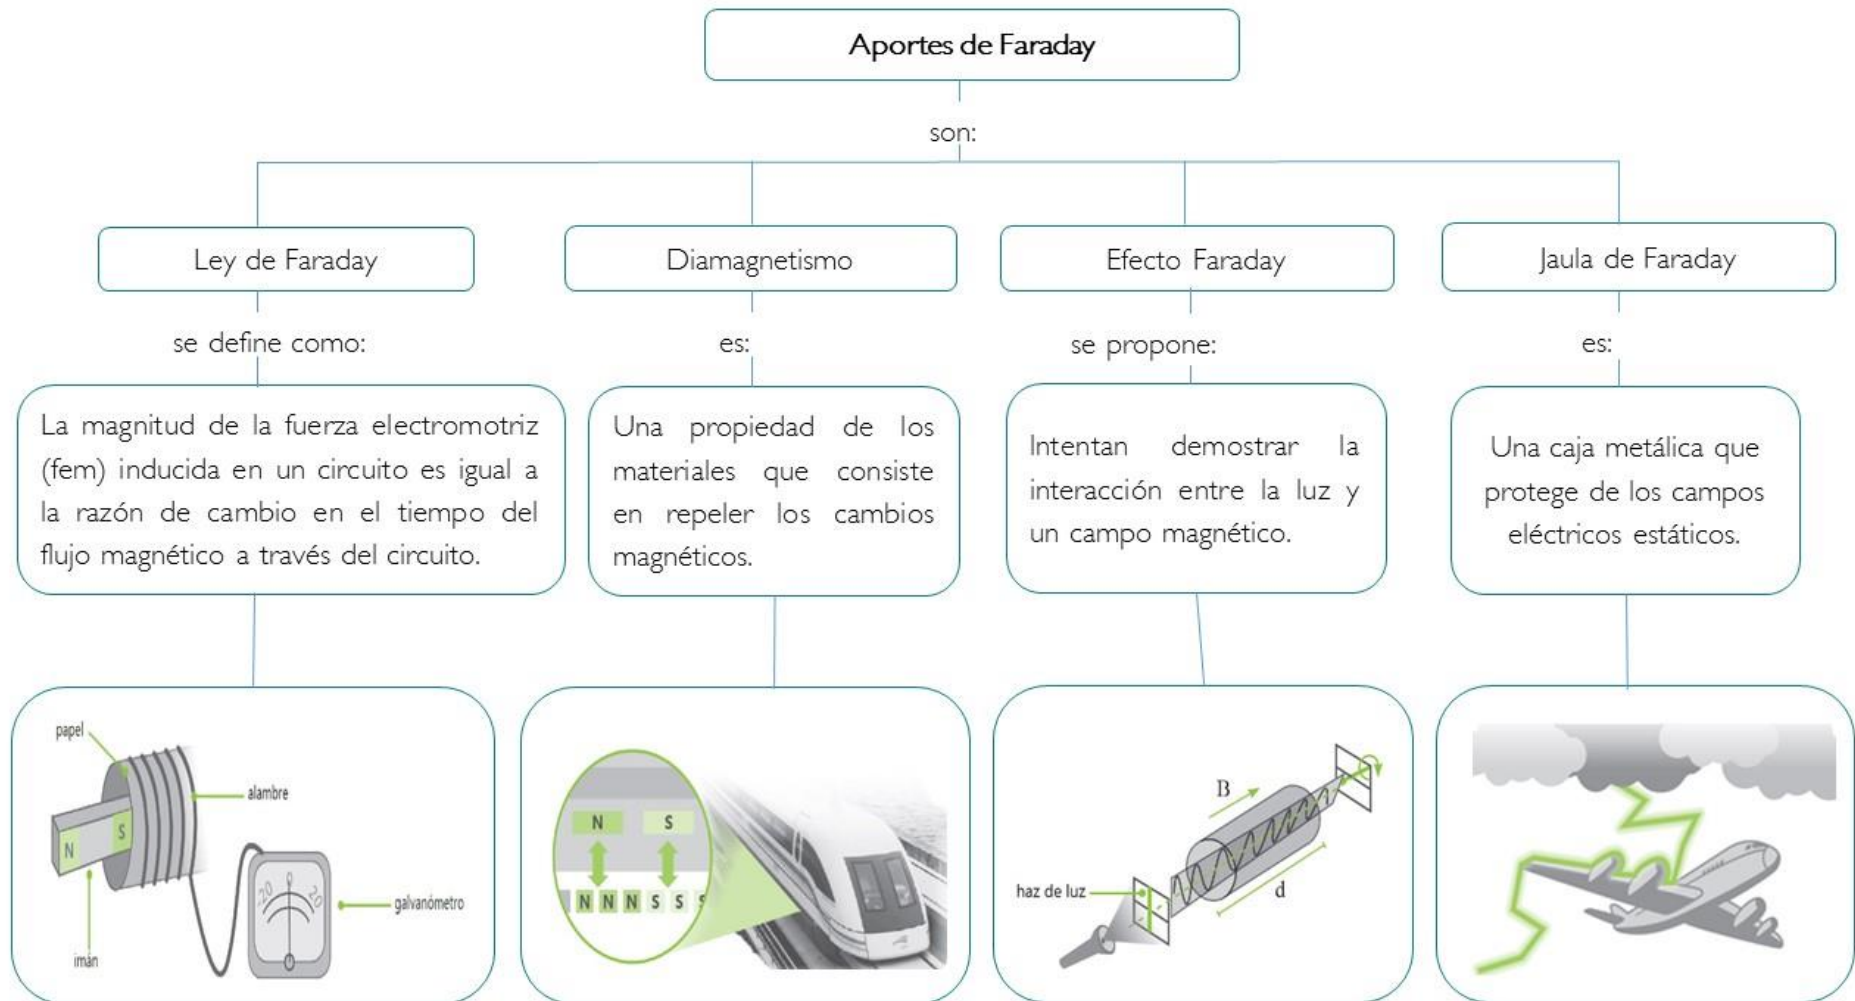 Aportes de Faraday
son:
Ley de Faraday
Diamagnetismo
Efecto Faraday
Jaula de Faraday
se define como:
es:
se propone:
es:
La magnitud de la fuerza electromotriz
(fem) inducida en un circuito es igual a
la razón de cambio en el tiempo del
flujo magnético a través del circuito.
Una propiedad de los
materiales que consiste
en repeler los cambios
magnéticos.
Intentan demostrar la
interacción entre la luz y
un campo magnético.
Una caja metálica que
protege de los campos
eléctricos estáticos.
papel
alambre
N S
-20 0 20
galvanómetro
imán
N S
N N N S S S
B
haz de luz
d